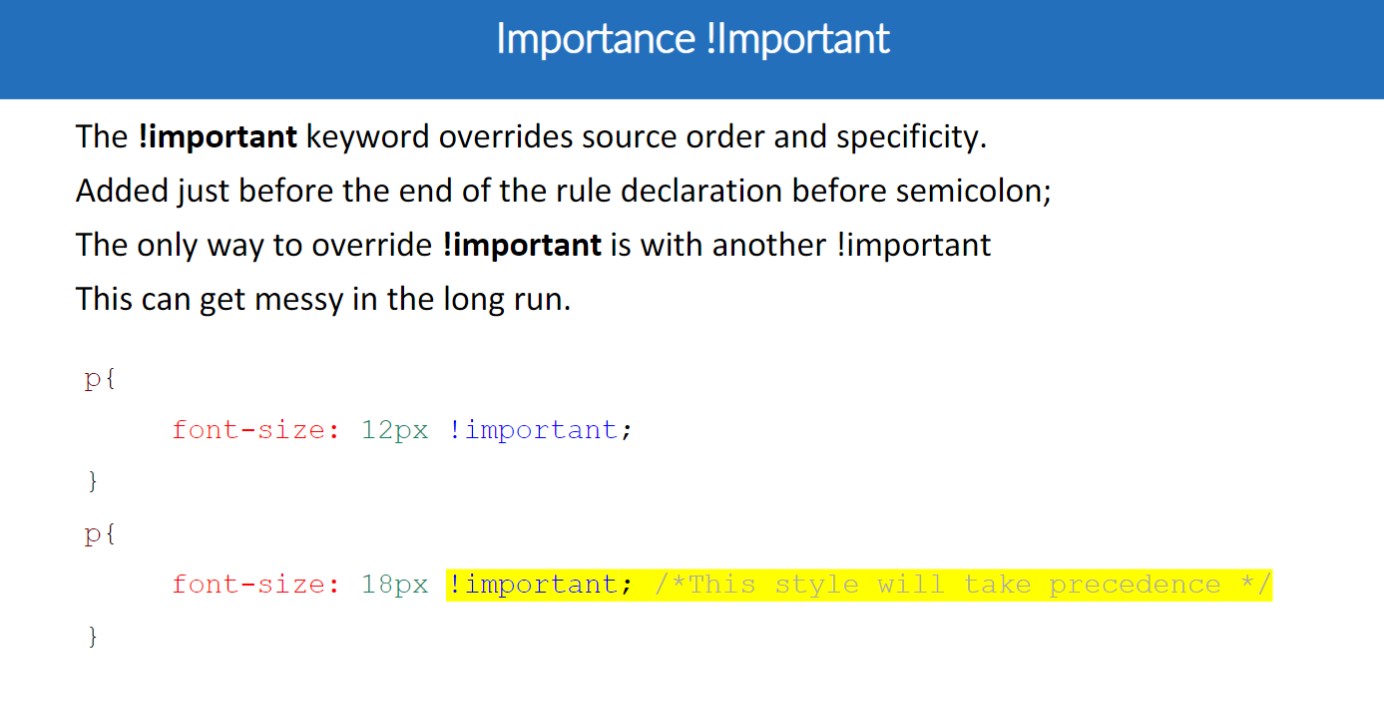 Importance !Important
The !important keyword overrides source order and specificity.
Added just before the end of the rule declaration before semicolon;
The only way to override !important is with another !important
This can get messy in the long run.
p{
font-size: 12px !important;
}
p{
font-size: 18px !important; /*This style will take precedence */
}